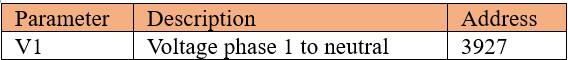 Parameter Description Address
V1 Voltage phase 1 to neutral 3927